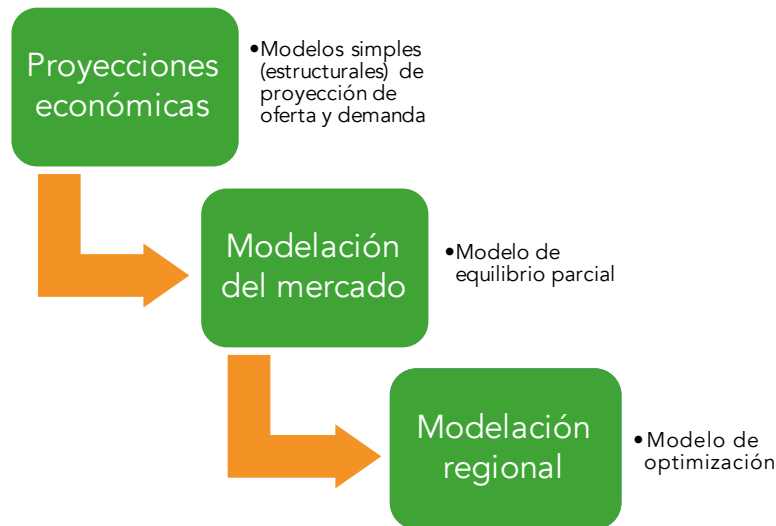 Proyecciones
económicas
•Modelos simples
(estructurales) de
proyección de
oferta y demanda
Modelación
del mercado
•Modelo de
equilibrio parcial
Modelación
regional
•Modelo de
optimización